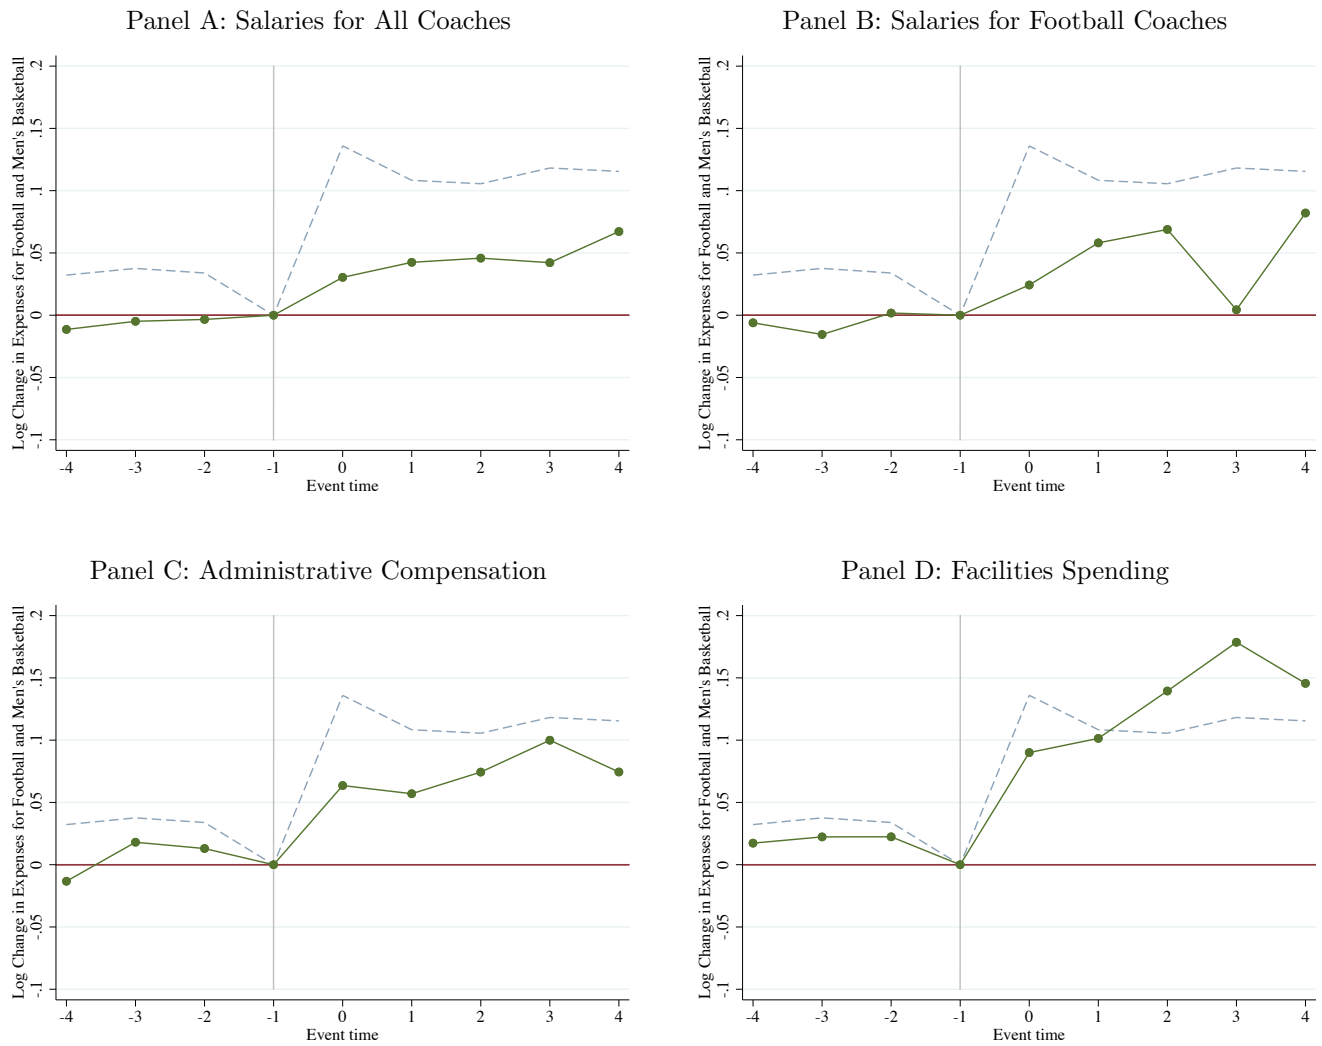 Panel A: Salaries for All Coaches
Log Change in Expenses for Football and Men's Basketball
.2
.15
.1
.05
0
-.05
-.1
-4 -3 -2 -1 0 1 2 3 4
Event time
Panel B: Salaries for Football Coaches
Log Change in Expenses for Football and Men's Basketball
.2
.15
.1
.05
0
-.05
-.1
-4 -3 -2 -1 0 1 2 3 4
Event time
Panel C: Administrative Compensation
Log Change in Expenses for Football and Men's Basketball
.2
.15
.1
.05
0
-.05
-.1
-4 -3 -2 -1 0 1 2 3 4
Event time
Panel D: Facilities Spending
Log Change in Expenses for Football and Men's Basketball
.2
.15
.1
.05
0
-.05
-.1
-4 -3 -2 -1 0 1 2 3 4
Event time